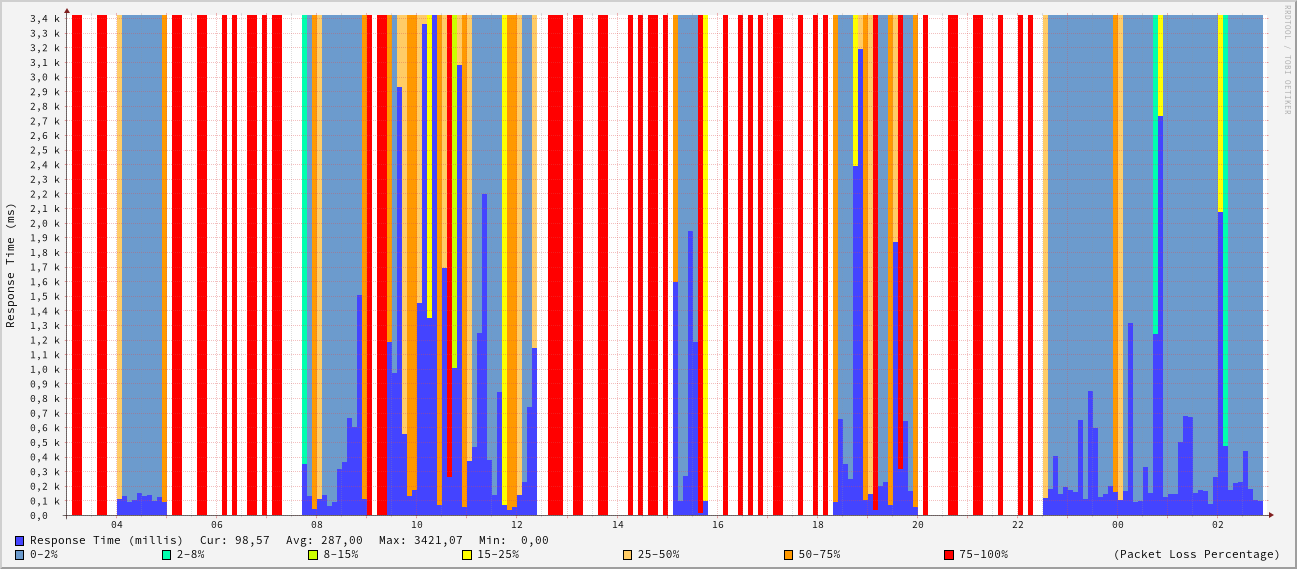 RRDTOOL / TOBI OETIKER
Response Time (ms)
3,4 k
3,3 k
3,2 k
3,1 k
3,0 k
2,9 k
2,8 k
2,7 k
2,6 k
2,5 k
2,4 k
2,3 k
2,2 k
2,1 k
2,0 k
1,9 k
1,8 k
1,7 k
1,6 k
1,5 k
1,4 k
1,3 k
1,2 k
1,1 k
1,0 k
0,9 k
0,8 k
0,7 k
0,6 k
0,5 k
0,4 k
0,3 k
0,2 k
0,1 k
0,0
04 06 08 10 12 14 16 18 20 22 00 02
Response Time (millis) Cur: 98,57 Avg: 287,00 Max: 3421,07 Min: 0,00
0-2% 2-8% 8-15% 15-25% 25-50% 50-75% 75-100% (Packet Loss Percentage)